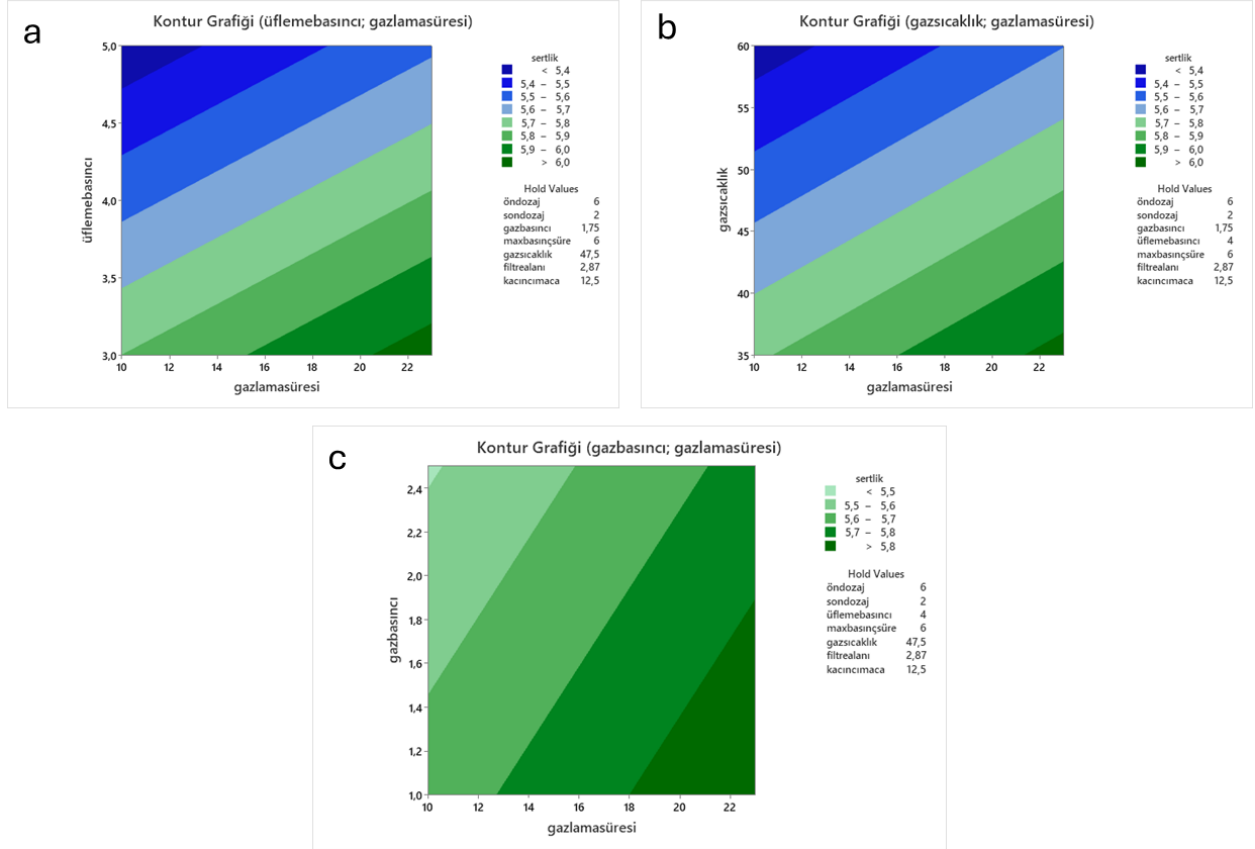 a
Kontur Grafiği (üflemebasıncı; gazlamasüresi)
5,0
4,5
4,0
3,5
3,0
üflemebasıncı
10 12 14 16 18 20 22
gazlamasüresi
sertlik
< 5,4
5,4 – 5,5
5,5 – 5,6
5,6 – 5,7
5,7 – 5,8
5,8 – 5,9
5,9 – 6,0
> 6,0
Hold Values
öndozaj 6
sondozaj 2
gazbasıncı 1,75
maxbasınçsüre 6
gazsıcaklık 47,5
filtrealanı 2,87
kacıncımaca 12,5
b
Kontur Grafiği (gazsıcaklık; gazlamasüresi)
60
55
50
45
40
35
gazsıcaklık
10 12 14 16 18 20 22
gazlamasüresi
sertlik
< 5,4
5,4 – 5,5
5,5 – 5,6
5,6 – 5,7
5,7 – 5,8
5,8 – 5,9
5,9 – 6,0
> 6,0
Hold Values
öndozaj 6
sondozaj 2
gazbasıncı 1,75
üflemebasıncı 4
maxbasınçsüre 6
filtrealanı 2,87
kacıncımaca 12,5
c
Kontur Grafiği (gazbasıncı; gazlamasüresi)
2,4
2,2
2,0
1,8
1,6
1,4
1,2
1,0
gazbasıncı
10 12 14 16 18 20 22
gazlamasüresi
sertlik
< 5,5
5,5 – 5,6
5,6 – 5,7
5,7 – 5,8
> 5,8
Hold Values
öndozaj 6
sondozaj 2
üflemebasıncı 4
maxbasınçsüre 6
gazsıcaklık 47,5
filtrealanı 2,87
kacıncımaca 12,5